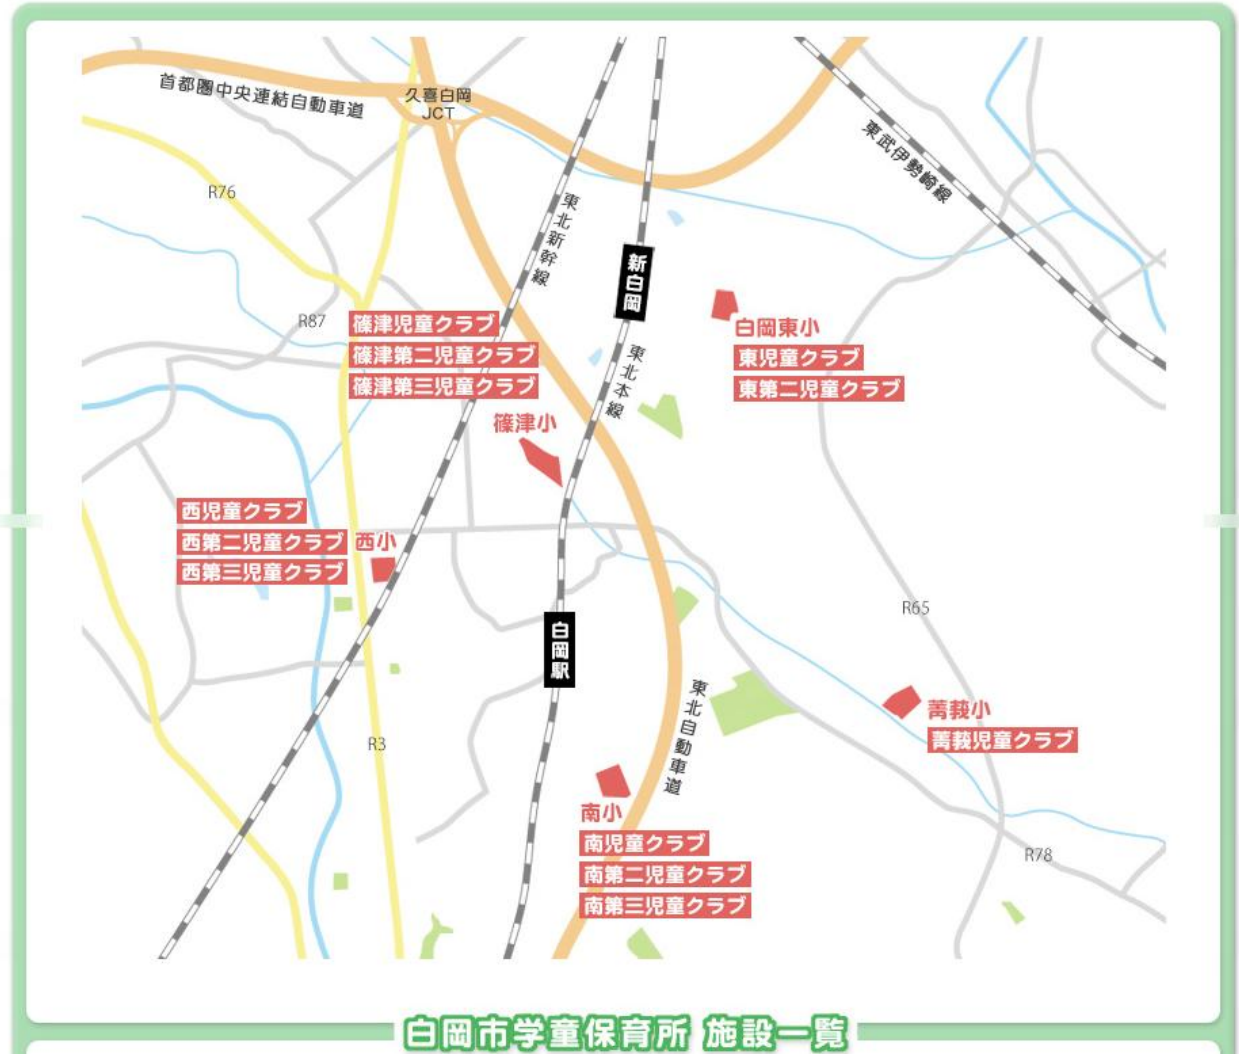 首都圏中央連結自動車道
久喜白岡
JCT
東武伊勢崎線
R76
東北新幹線
新白岡
R87
篠津児童クラブ
篠津第二児童クラブ
篠津第三児童クラブ
白岡東小
東児童クラブ
東第二児童クラブ
東北本線
篠津小
西児童クラブ
西第二児童クラブ
西第三児童クラブ
西小
R65
白岡駅
東北自動車道
菁莪小
菁莪児童クラブ
R3
南小
南児童クラブ
南第二児童クラブ
南第三児童クラブ
R78
白岡市学童保育所 施設一覧